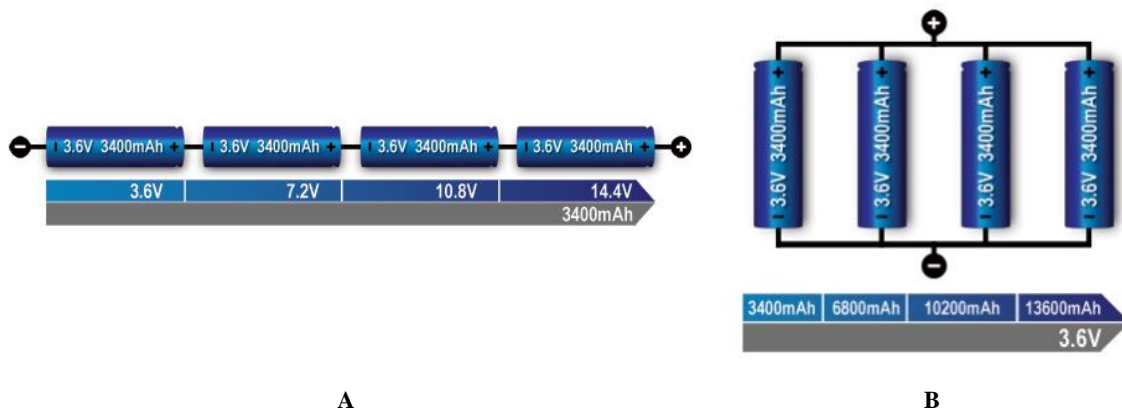 − 3.6V 3400mAh + − 3.6V 3400mAh + − 3.6V 3400mAh + − 3.6V 3400mAh +
3.6V 7.2V 10.8V 14.4V
3400mAh
3.6V 3400mAh
3.6V 3400mAh
3.6V 3400mAh
3.6V 3400mAh
3400mAh 6800mAh 10200mAh 13600mAh
3.6V
A B